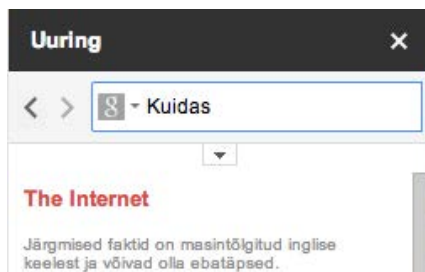 Uuring
Kuidas
The Internet
Järgmised faktid on masintõlgitud inglise
keelest ja võivad olla ebatäpsed.